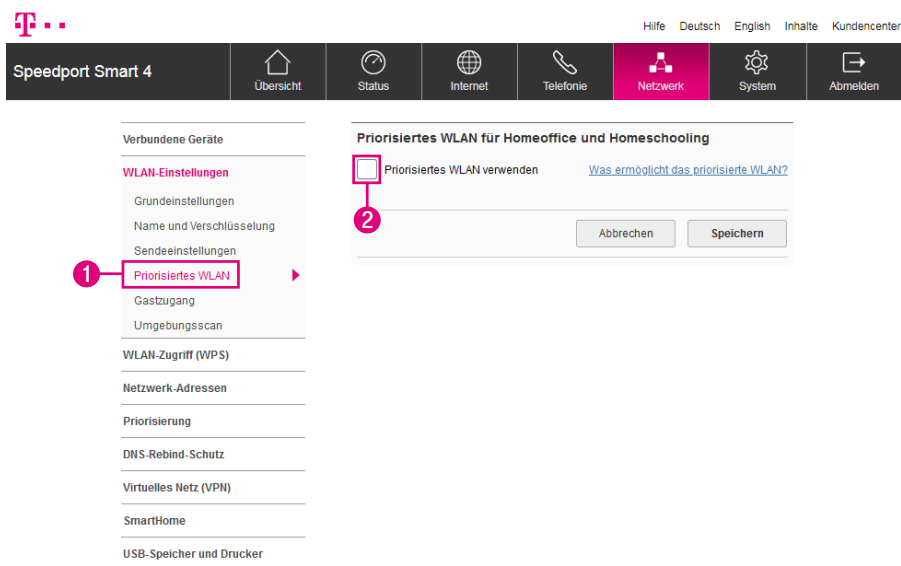 T
Hilfe Deutsch English Inhalte Kundencenter
Speedport Smart 4
Übersicht
Status
Internet
Telefonie
Netzwerk
System
Abmelden
Verbundene Geräte
WLAN-Einstellungen
Grundeinstellungen
Name und Verschlüsselung
Sendeeinstellungen
1
Priorisiertes WLAN
Gastzugang
Umgebungsscan
WLAN-Zugriff (WPS)
Netzwerk-Adressen
Priorisierung
DNS-Rebind-Schutz
Virtuelles Netz (VPN)
SmartHome
USB-Speicher und Drucker
Priorisiertes WLAN für Homeoffice und Homeschooling
Priorisiertes WLAN verwenden Was ermöglicht das priorisierte WLAN?
2
Abbrechen Speichern